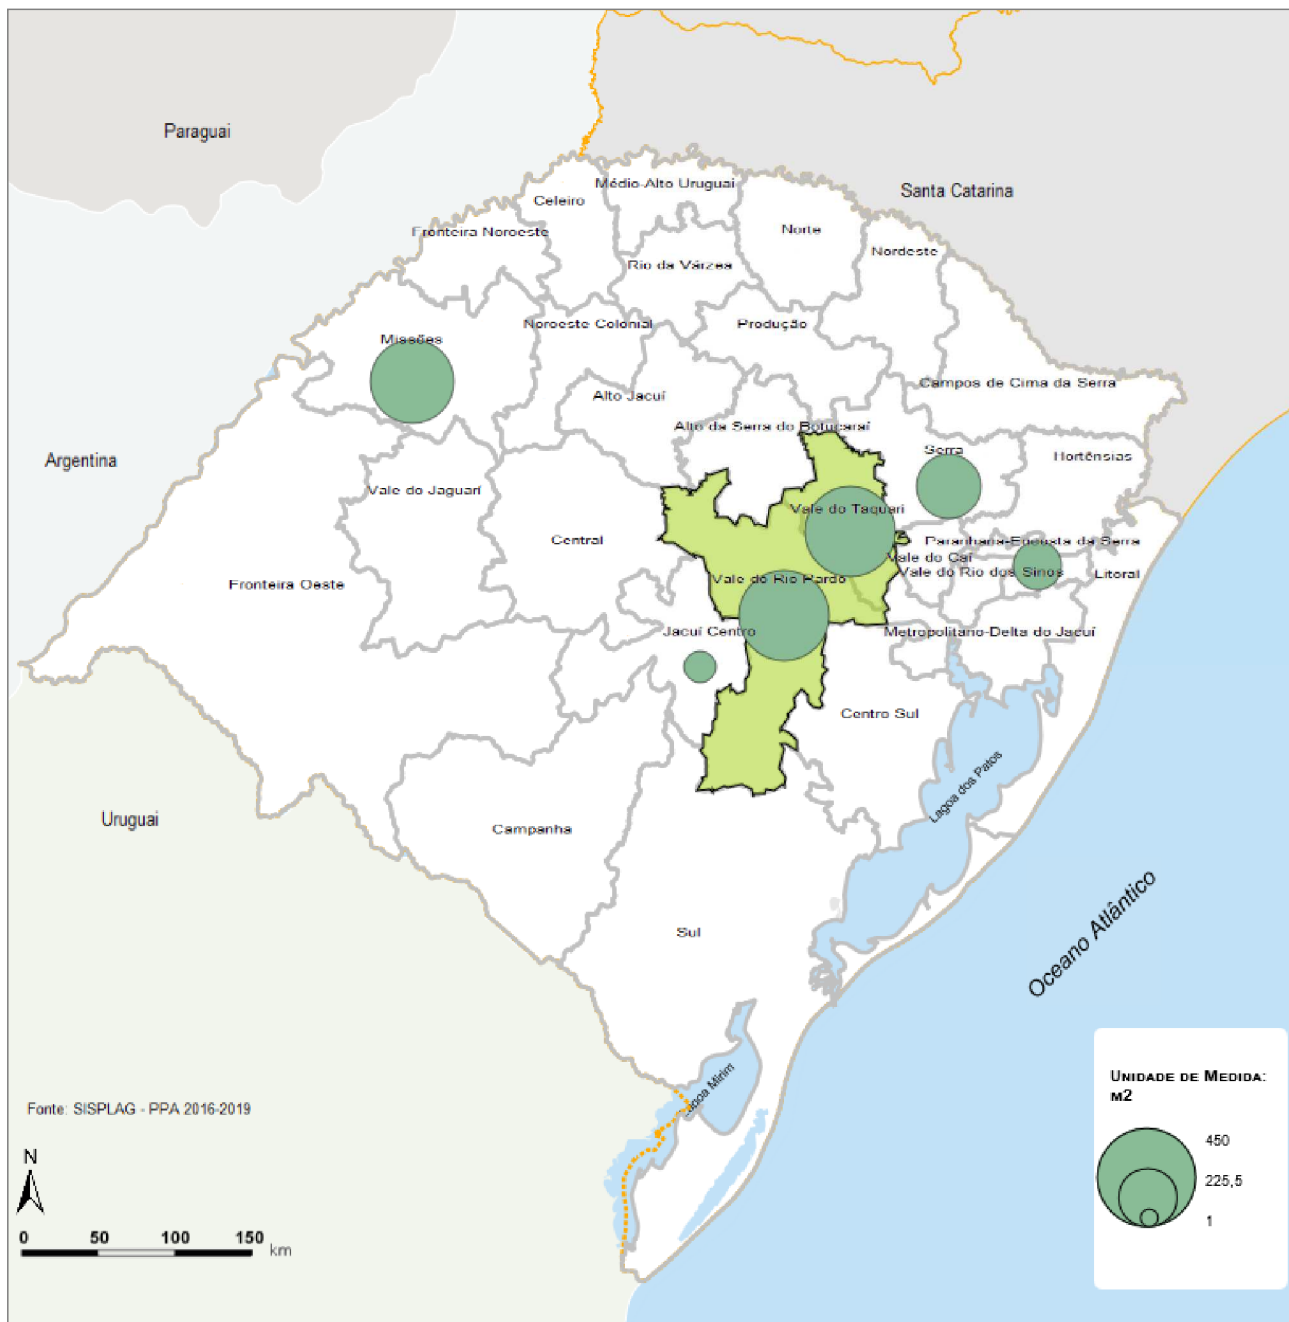 Paraguai
Santa Catarina
Médio-Alto Uruguai
Celeiro
Fronteira Noroeste
Norte
Nordeste
Rio da Várzea
Noroeste Colonial
Produção
Missões
Campos de Cima da Serra
Alto Jacuí
Alto da Serra do Botucaraí
Serra
Hortênsias
Argentina
Vale do Jaguarí
Vale do Taquari
Central
Paranhana-Encosta da Serra
Vale do Caí
Vale do Rio dos Sinos
Litoral
Fronteira Oeste
Vale do Rio Pardo
Jacuí Centro
Metropolitano-Delta do Jacuí
Centro Sul
Lagoa dos Patos
Uruguai
Campanha
Sul
Oceano Atlântico
Lagoa Mirim
Fonte: SISPLAG - PPA 2016-2019
N
0 50 100 150
km
Unidade de Medida:
m2
450
225,5
1